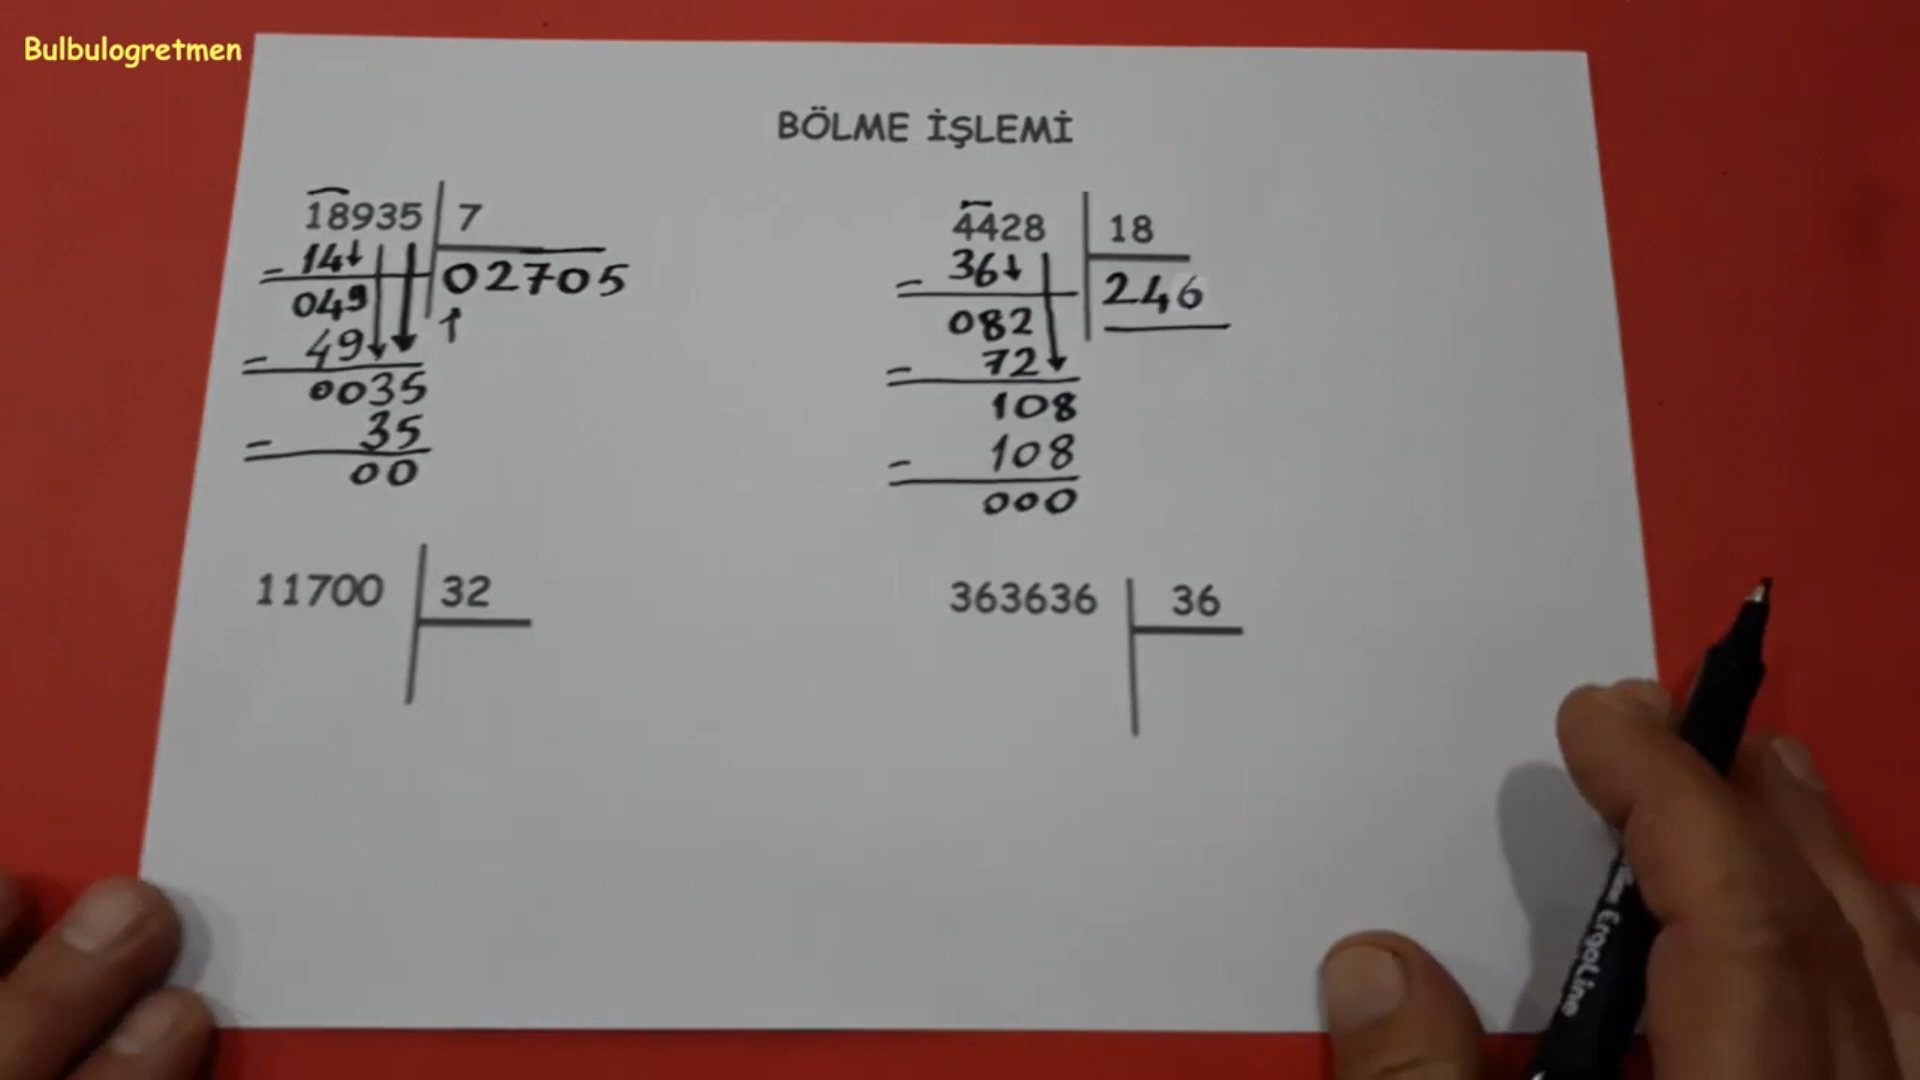 Bulbulogretmen
BÖLME İŞLEMİ
18935 7
- 14 02705
049
- 49
0035
- 35
00
4428 18
- 36 246
082
- 72
108
- 108
000
11700 32
363636 36
ErgoLine